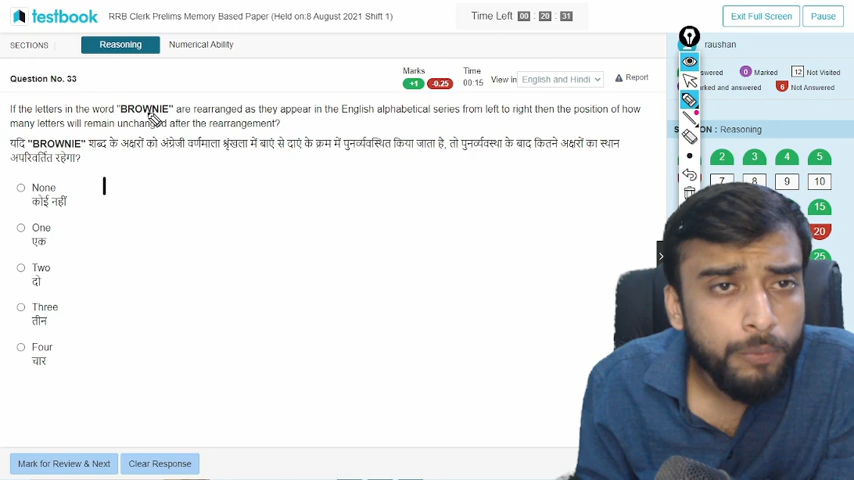 testbook RRB Clerk Prelims Memory Based Paper (Held on:8 August 2021 Shift 1) Time Left 00 : 20 : 31 Exit Full Screen Pause
SECTIONS Reasoning Numerical Ability raushan
Marks Time
Question No. 33 +1 -0.25 00:15 View in English and Hindi Report
Marked 12 Not Visited
and answered 6 Not Answered
If the letters in the word "BROWNIE" are rearranged as they appear in the English alphabetical series from left to right then the position of how
many letters will remain unchanged after the rearrangement?
यदि "BROWNIE" शब्द के अक्षरों को अंग्रेजी वर्णमाला श्रृंखला में बाएं से दाएं के क्रम में पुनर्व्यवस्थित किया जाता है, तो पुनर्व्यवस्था के बाद कितने अक्षरों का स्थान
अपरिवर्तित रहेगा?
: Reasoning
2 3 4 5
7 8 9 10
15
20
25
None
कोई नहीं
One
एक
Two
दो
Three
तीन
Four
चार
Mark for Review & Next Clear Response